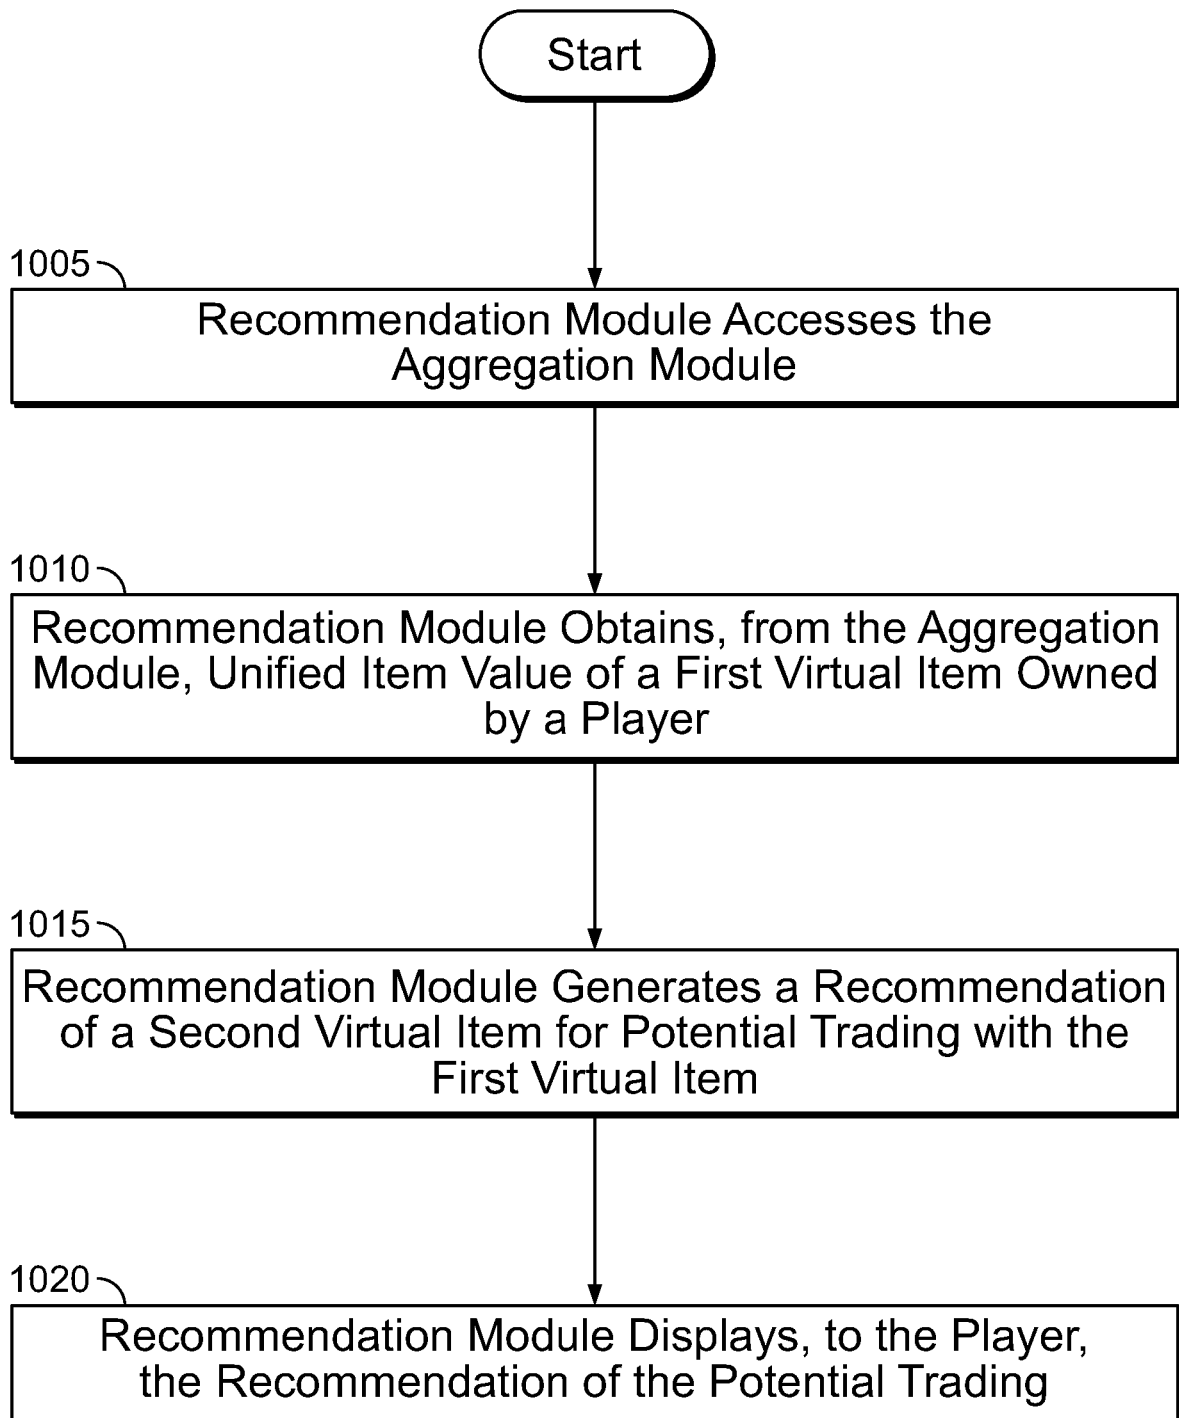 Start
1005
Recommendation Module Accesses the
Aggregation Module
1010
Recommendation Module Obtains, from the Aggregation
Module, Unified Item Value of a First Virtual Item Owned
by a Player
1015
Recommendation Module Generates a Recommendation
of a Second Virtual Item for Potential Trading with the
First Virtual Item
1020
Recommendation Module Displays, to the Player,
the Recommendation of the Potential Trading